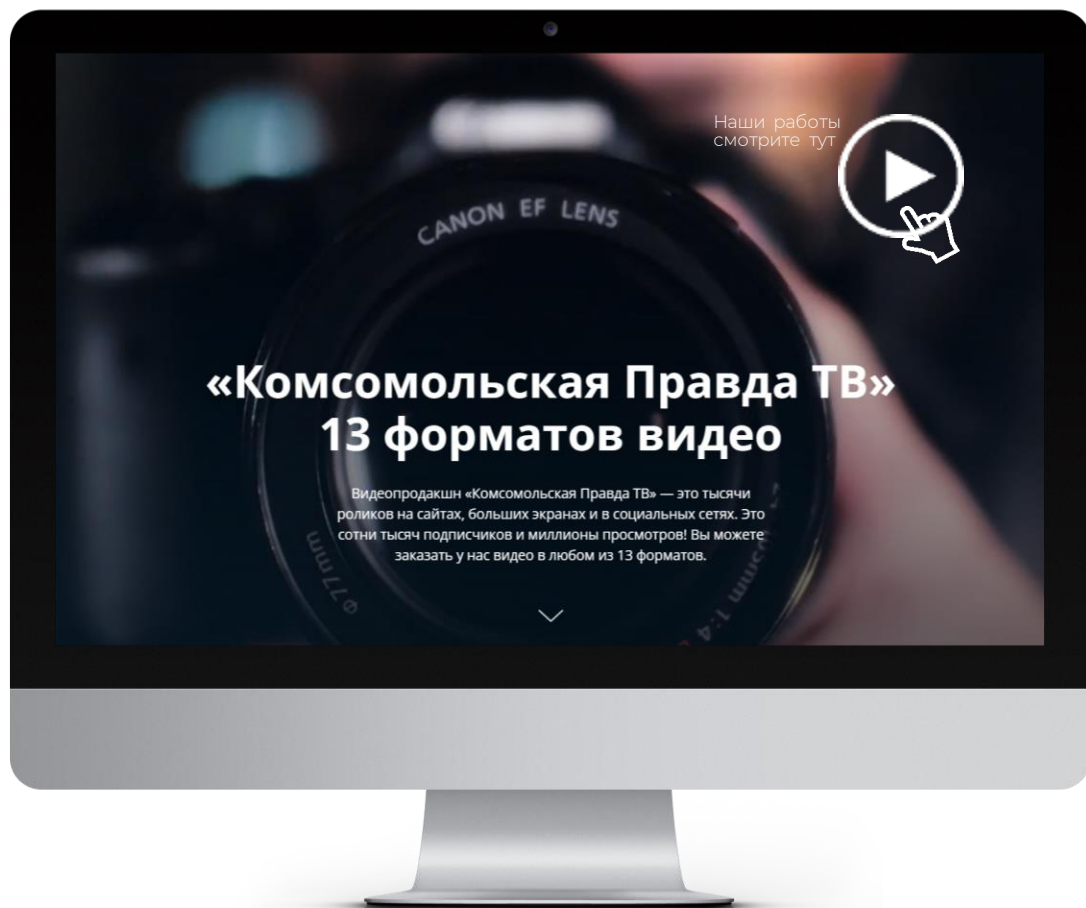 Наши работы
смотрите тут
CANON EF LENS
«Комсомольская Правда ТВ»
13 форматов видео
Видеопродакшн «Комсомольская Правда ТВ» — это тысячи
роликов на сайтах, больших экранах и в социальных сетях. Это
сотни тысяч подписчиков и миллионы просмотров! Вы можете
заказать у нас видео в любом из 13 форматов.
Ф77mm